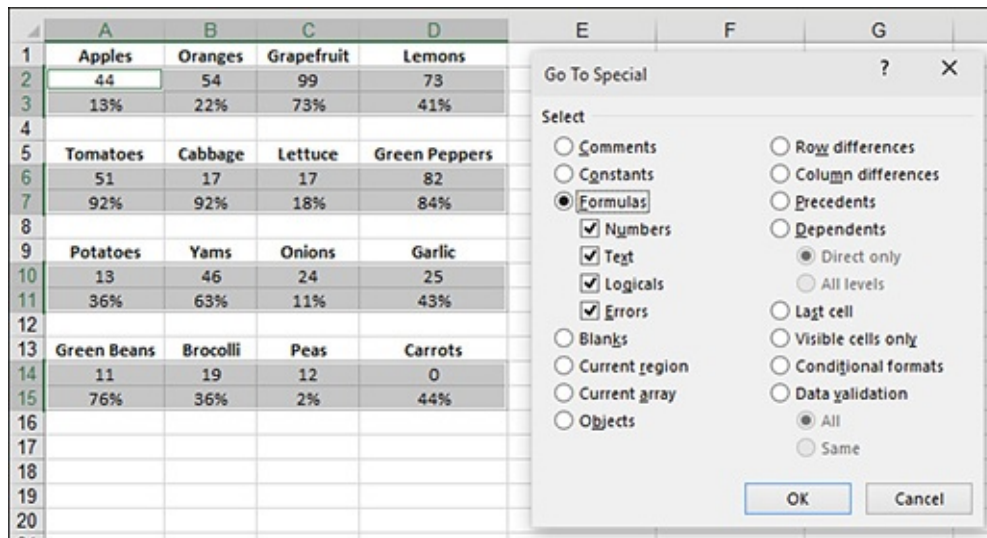 A B C D E F G
1 Apples Oranges Grapefruit Lemons
2 44 54 99 73
3 13% 22% 73% 41%
4
5 Tomatoes Cabbage Lettuce Green Peppers
6 51 17 17 82
7 92% 92% 18% 84%
8
9 Potatoes Yams Onions Garlic
10 13 46 24 25
11 36% 63% 11% 43%
12
13 Green Beans Brocolli Peas Carrots
14 11 19 12 0
15 76% 36% 2% 44%
16
17
18
19
20
Go To Special ? ×
Select
Comments
Constants
Formulas
Numbers
Text
Logicals
Errors
Blanks
Current region
Current array
Objects
Row differences
Column differences
Precedents
Dependents
Direct only
All levels
Last cell
Visible cells only
Conditional formats
Data validation
All
Same
OK Cancel